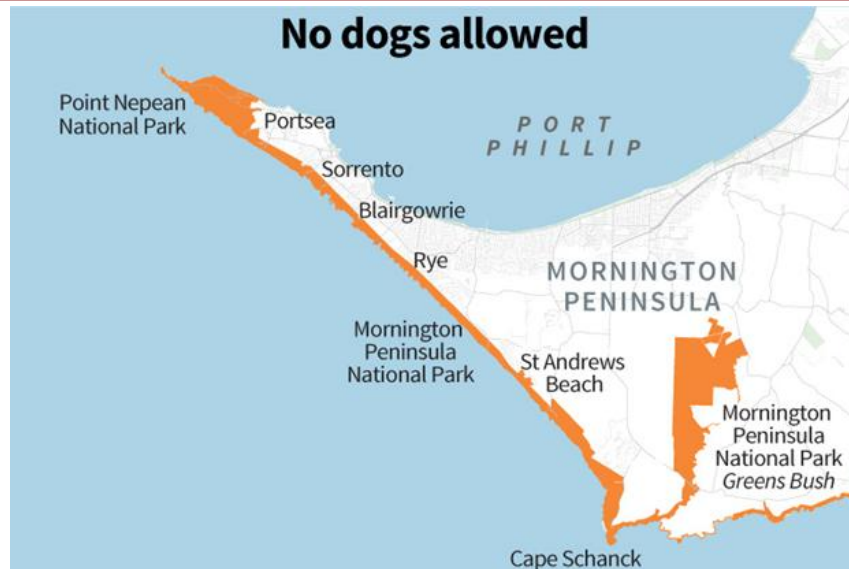 No dogs allowed
Point Nepean
National Park
Portsea
PORT
PHILLIP
Sorrento
Blairgowrie
Rye
MORNINGTON
PENINSULA
Mornington
Peninsula
National Park
St Andrews
Beach
Mornington
Peninsula
National Park
Greens Bush
Cape Schanck